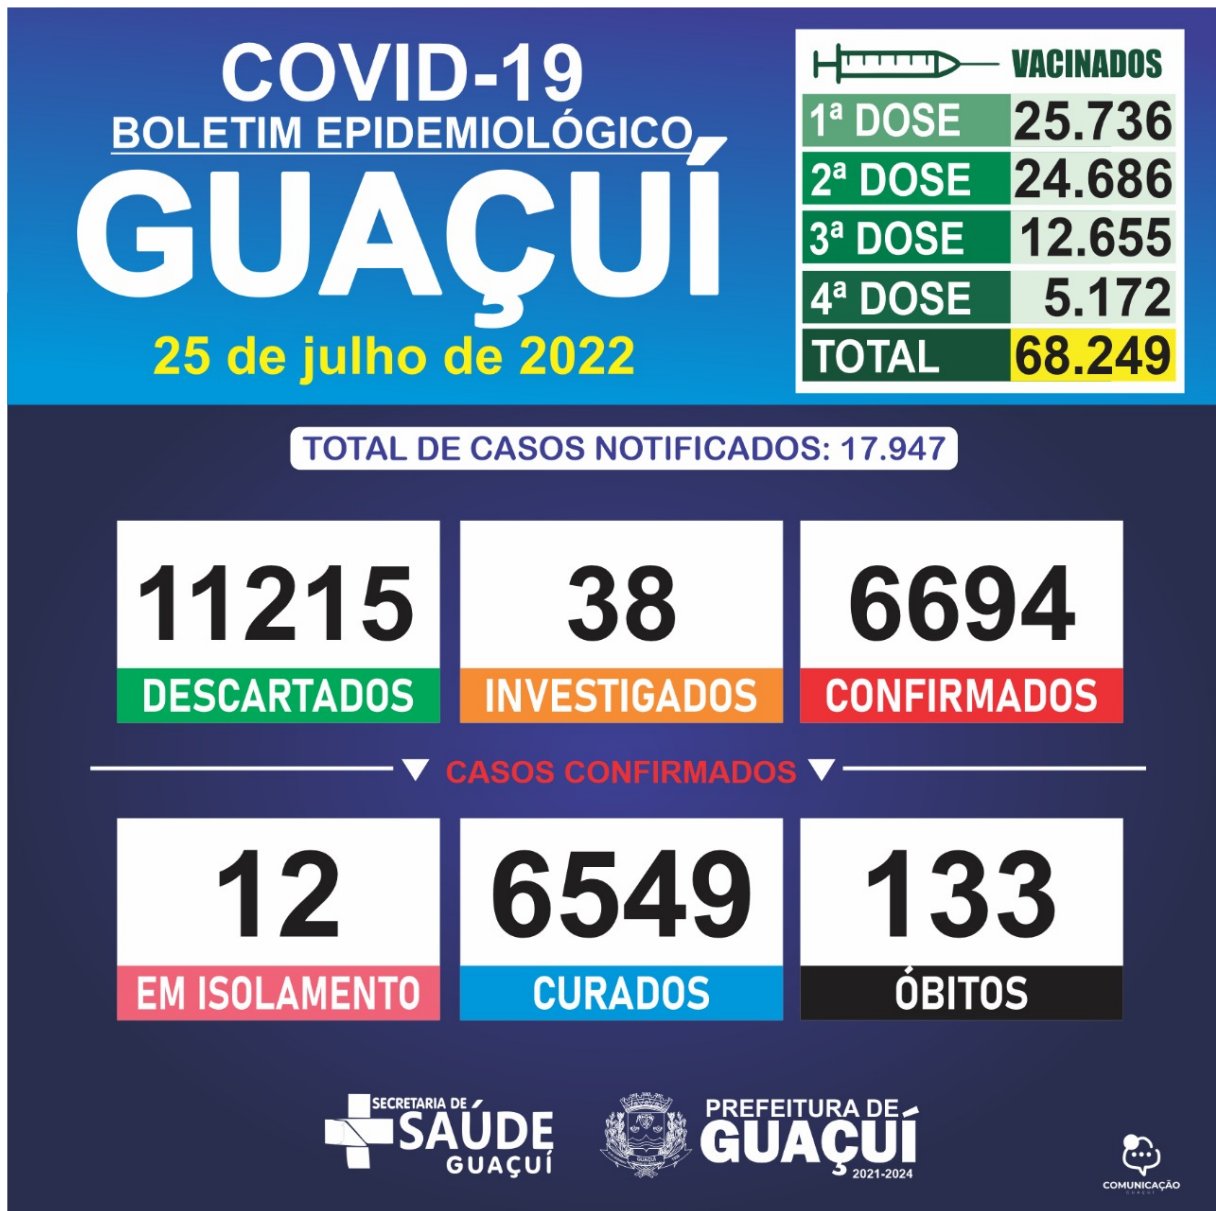 COVID-19
BOLETIM EPIDEMIOLÓGICO
GUAÇUÍ
25 de julho de 2022
VACINADOS
1ª DOSE 25.736
2ª DOSE 24.686
3ª DOSE 12.655
4ª DOSE 5.172
TOTAL 68.249
TOTAL DE CASOS NOTIFICADOS: 17.947
11215
DESCARTADOS
38
INVESTIGADOS
6694
CONFIRMADOS
CASOS CONFIRMADOS
12
EM ISOLAMENTO
6549
CURADOS
133
ÓBITOS
SECRETARIA DE
SAÚDE
GUAÇUÍ
GUAÇUÍ
PREFEITURA DE
GUAÇUÍ
2021-2024
COMUNICAÇÃO
GUAÇUÍ